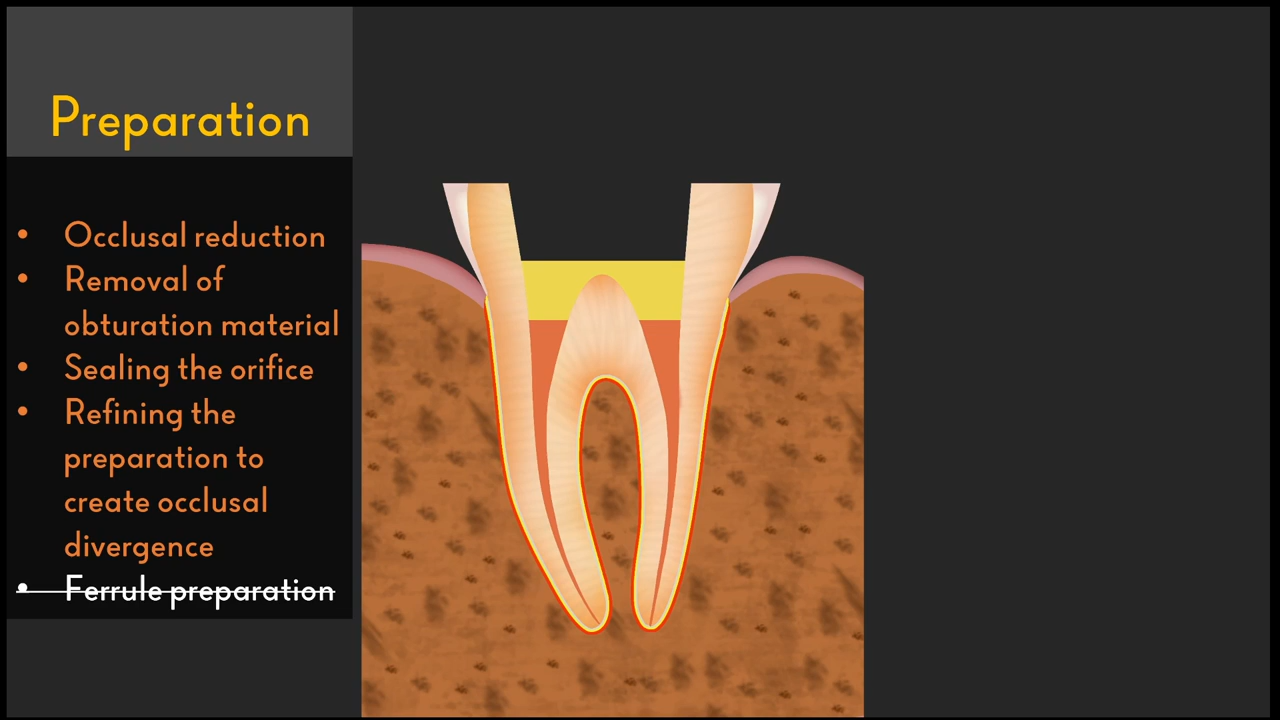 Preparation
• Occlusal reduction
• Removal of
obturation material
• Sealing the orifice
• Refining the
preparation to
create occlusal
divergence
• Ferrule preparation